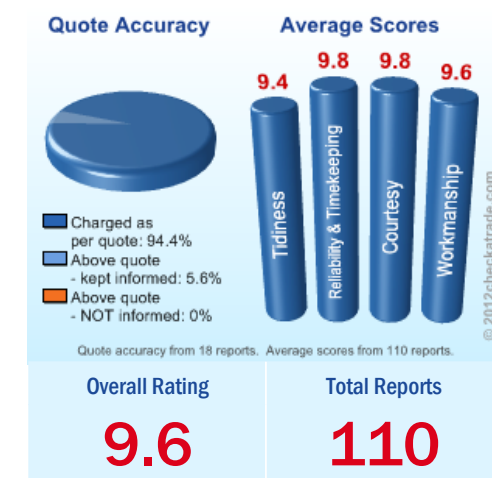 Quote Accuracy
Charged as
per quote: 94.4%
Above quote
- kept informed: 5.6%
Above quote
- NOT informed: 0%
Average Scores
9.4
9.8
9.8
9.6
Tidiness
Reliability & Timekeeping
Courtesy
Workmanship
© 2012checkatrade.com
Quote accuracy from 18 reports. Average scores from 110 reports.
Overall Rating
9.6
Total Reports
110